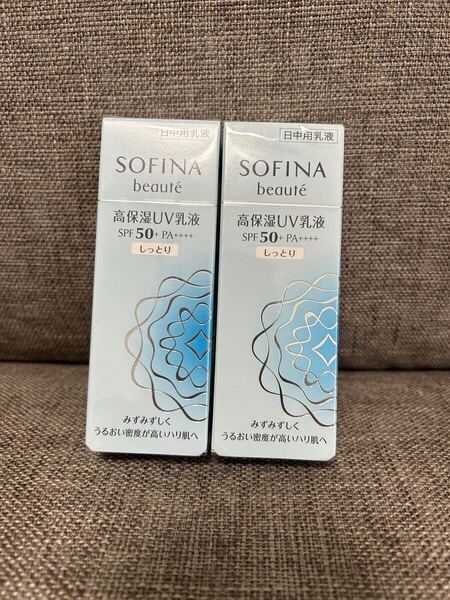 日中用乳液
SOFINA
beauté
高保湿UV乳液
SPF50+ PA++++
しっとり
みずみずしく
うるおい密度が高いハリ肌へ
日中用乳液
SOFINA
beauté
高保湿UV乳液
SPF50+ PA++++
しっとり
みずみずしく
うるおい密度が高いハリ肌へ